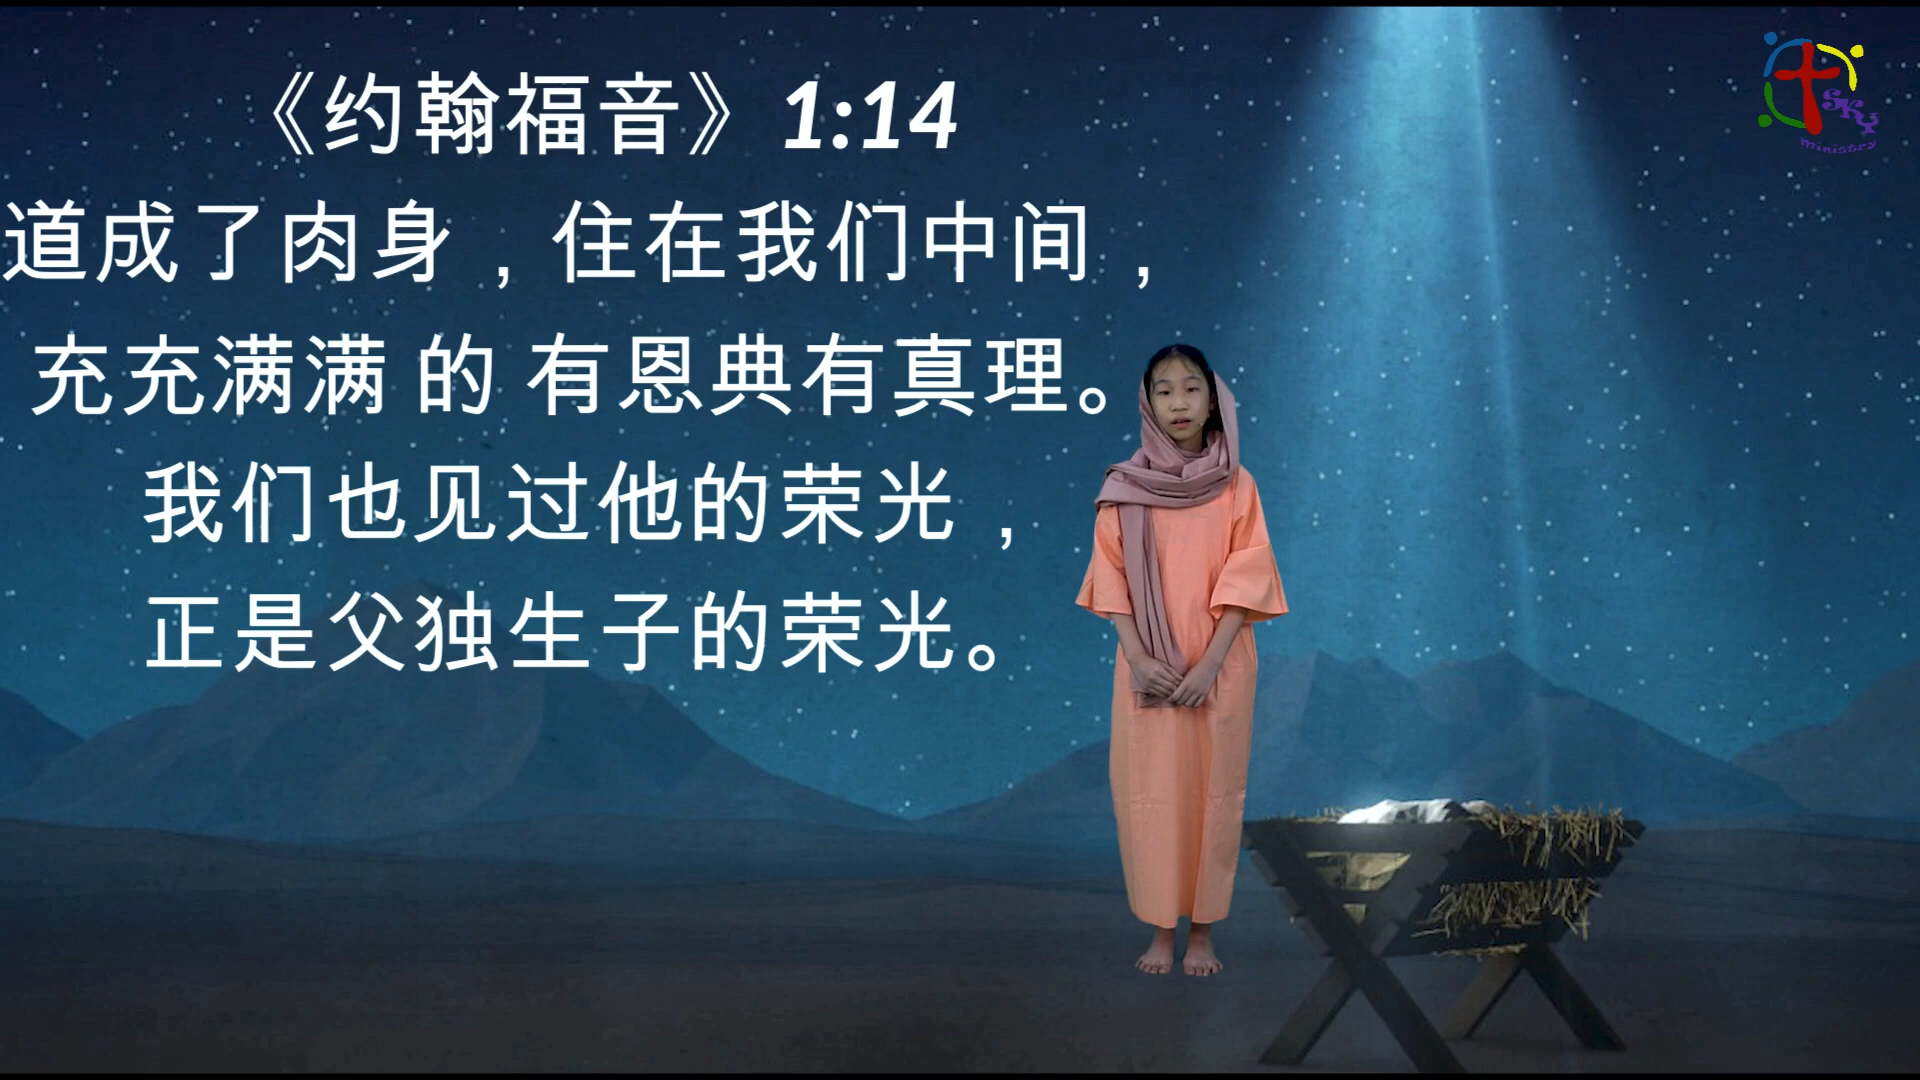 《约翰福音》 1:14
道成了肉身，住在我们中间，
充充满满 的 有恩典有真理。
我们也见过他的荣光，
正是父独生子的荣光。
SKY
ministry